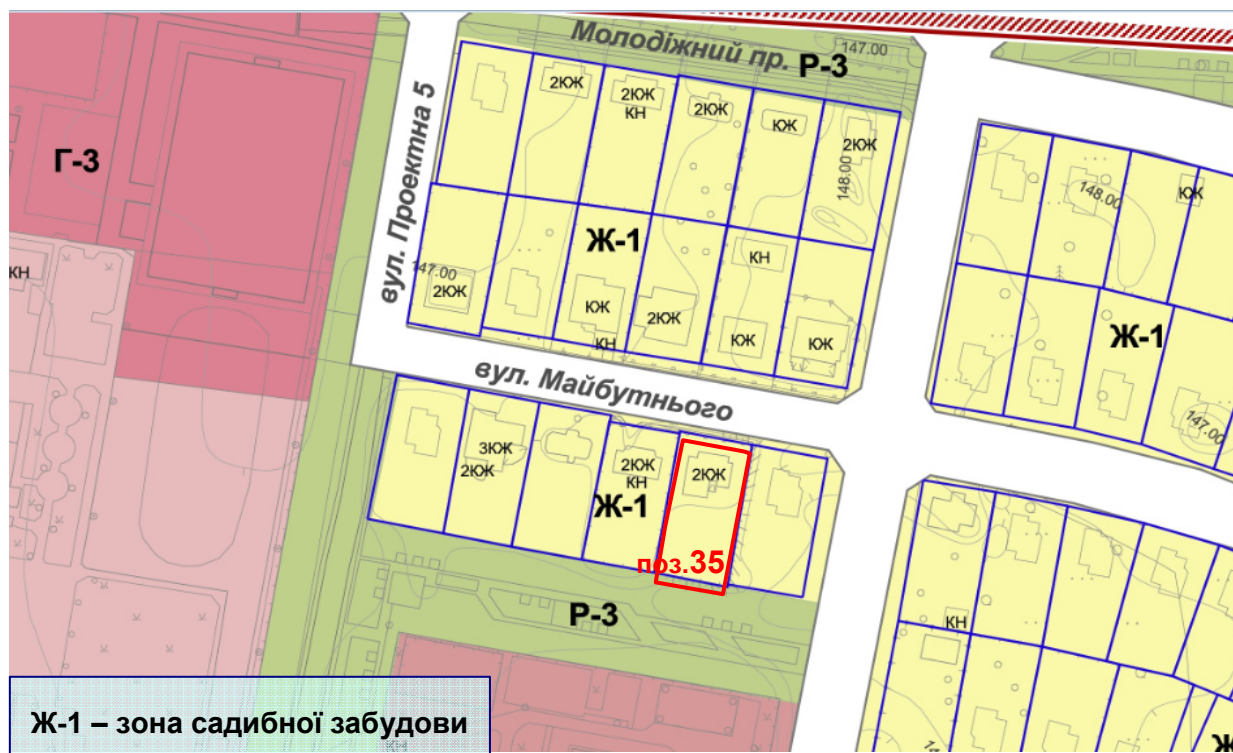 Молодіжний пр.
147.00
Р-3
2КЖ
2КЖ
КН
2КЖ
КЖ
2КЖ
вул. Проектна 5
Г-3
148.00
148.00
КЖ
Ж-1
КН
КН
147.00
2КЖ
КЖ
2КЖ
КН
КЖ
КЖ
Ж-1
вул. Майбутнього
147.00
3КЖ
2КЖ
2КЖ
КН
2КЖ
Ж-1
поз.35
Р-3
КН
Ж-1 – зона садибної забудови